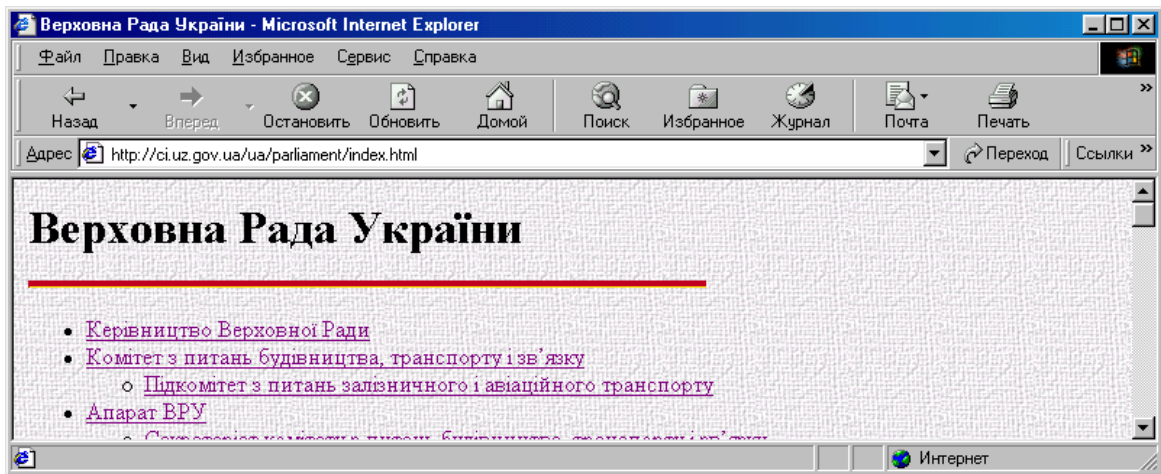 Верховна Рада України - Microsoft Internet Explorer
Файл Правка Вид Избранное Сервис Справка
Назад Вперед Остановить Обновить Домой Поиск Избранное Журнал Почта Печать »
Адрес http://ci.uz.gov.ua/ua/parliament/index.html Переход Ссылки »
Верховна Рада України
Керівництво Верховної Ради
Комітет з питань будівництва, транспорту і зв’язку
Підкомітет з питань залізничного і авіаційного транспорту
Апарат ВРУ
Интернет